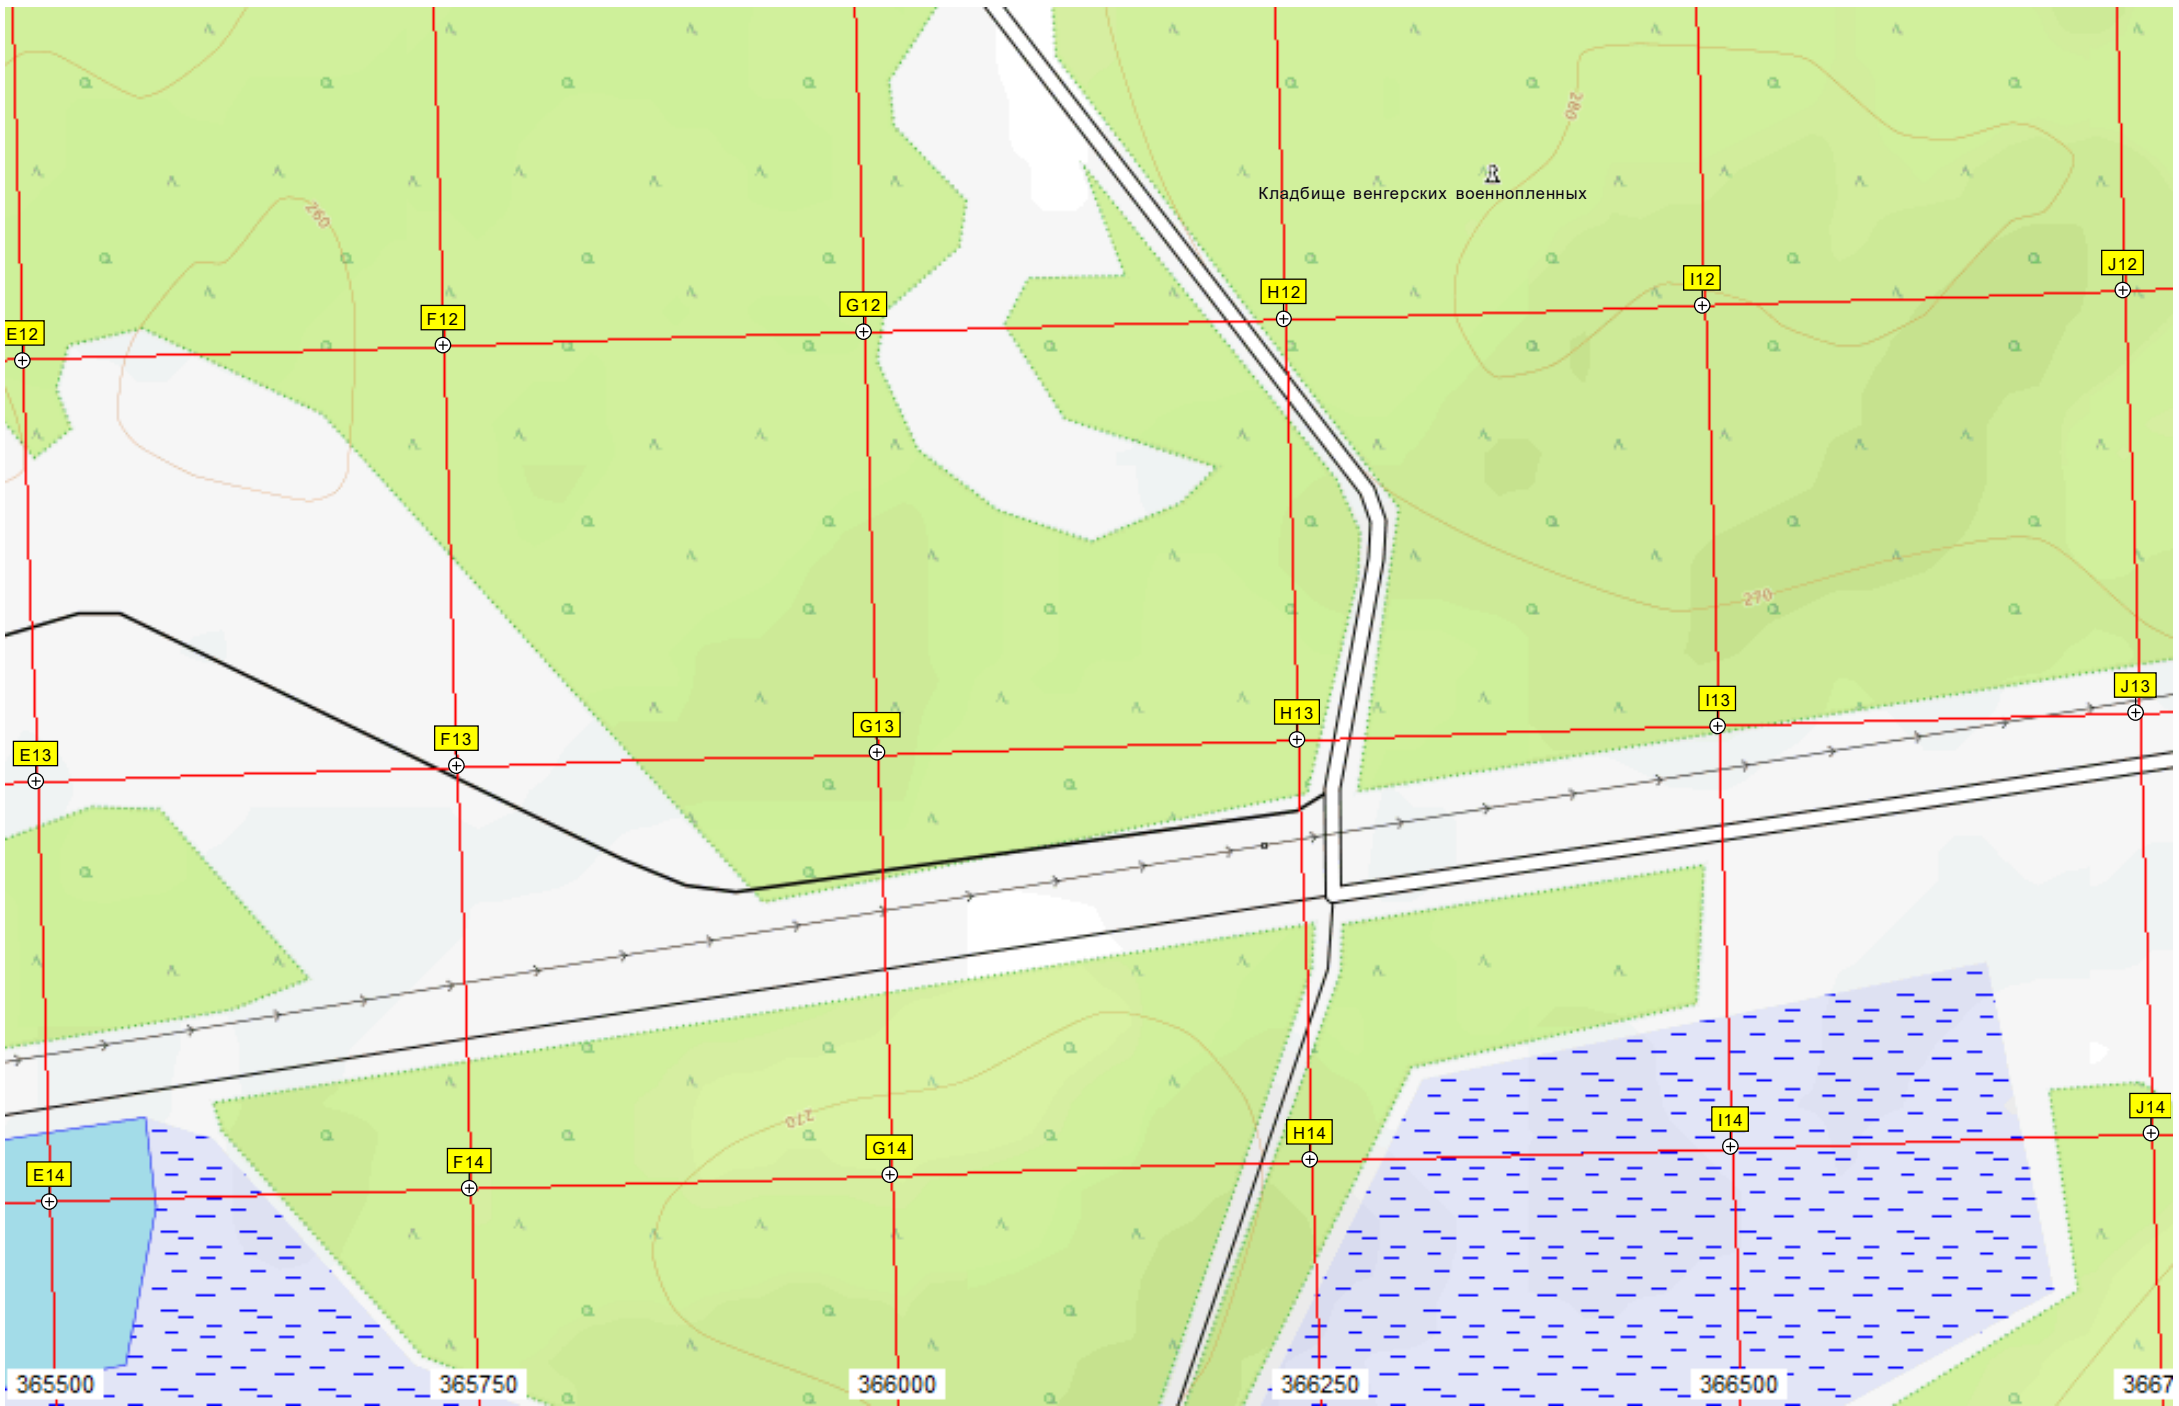 280
Кладбище венгерских военнопленных
260
E12
F12
G12
H12
I12
J12
270
E13
F13
G13
H13
I13
J13
270
E14
F14
G14
H14
I14
J14
365500
365750
366000
366250
366500
3667